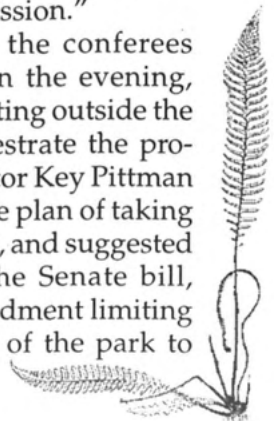 ssion."
the conferees
n the evening,
ting outside the
estrate the pro-
or Key Pittman
e plan of taking
, and suggested
he Senate bill,
dment limiting
of the park to